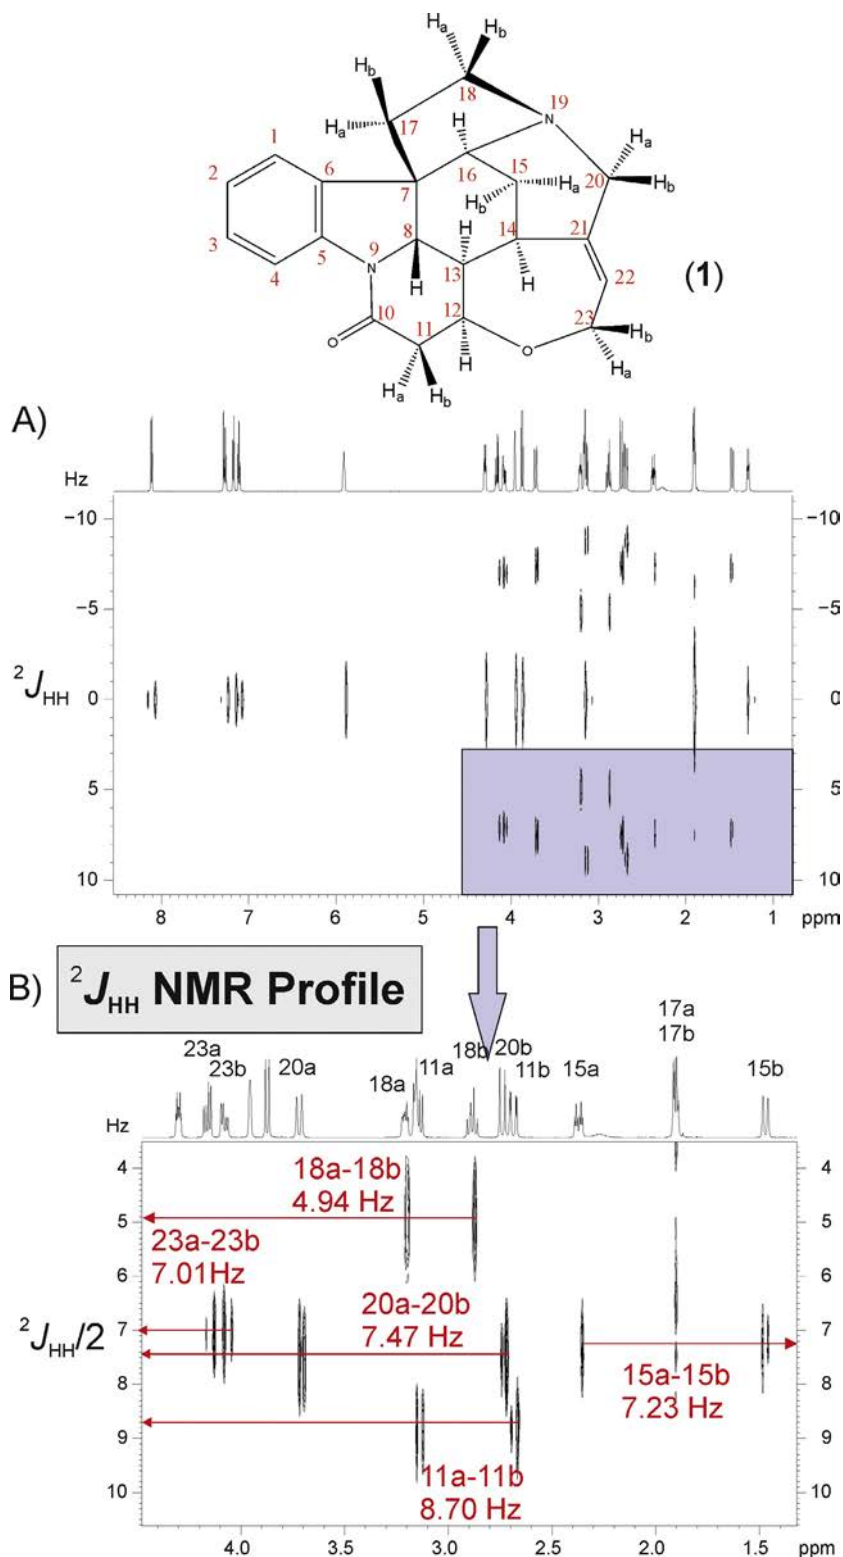 Ha Hb
Hb 18 19
N
Ha 17 H 15 Ha
1 6 16 Ha 20 Hb
2 7 Hb
8 H 14 21
3 9 13 H 22 (1)
4 5 N H H
10 12 23
O 11 O Hb
H Ha
Ha Hb
A)
Hz
−10 −10
−5 −5
²JHH 0 0
5 5
10 10
8 7 6 5 4 3 2 1 ppm
B) ²JHH NMR Profile
17a
23a 18b 20b 17b
23b 20a 11a 15a 15b
18a 11b
Hz
4 4
18a-18b
4.94 Hz
5 5
23a-23b
7.01Hz
6 6
20a-20b
7.47 Hz
²JHH/2 7 7
15a-15b
7.23 Hz
8 8
9 9
11a-11b
8.70 Hz
10 10
4.0 3.5 3.0 2.5 2.0 1.5 ppm